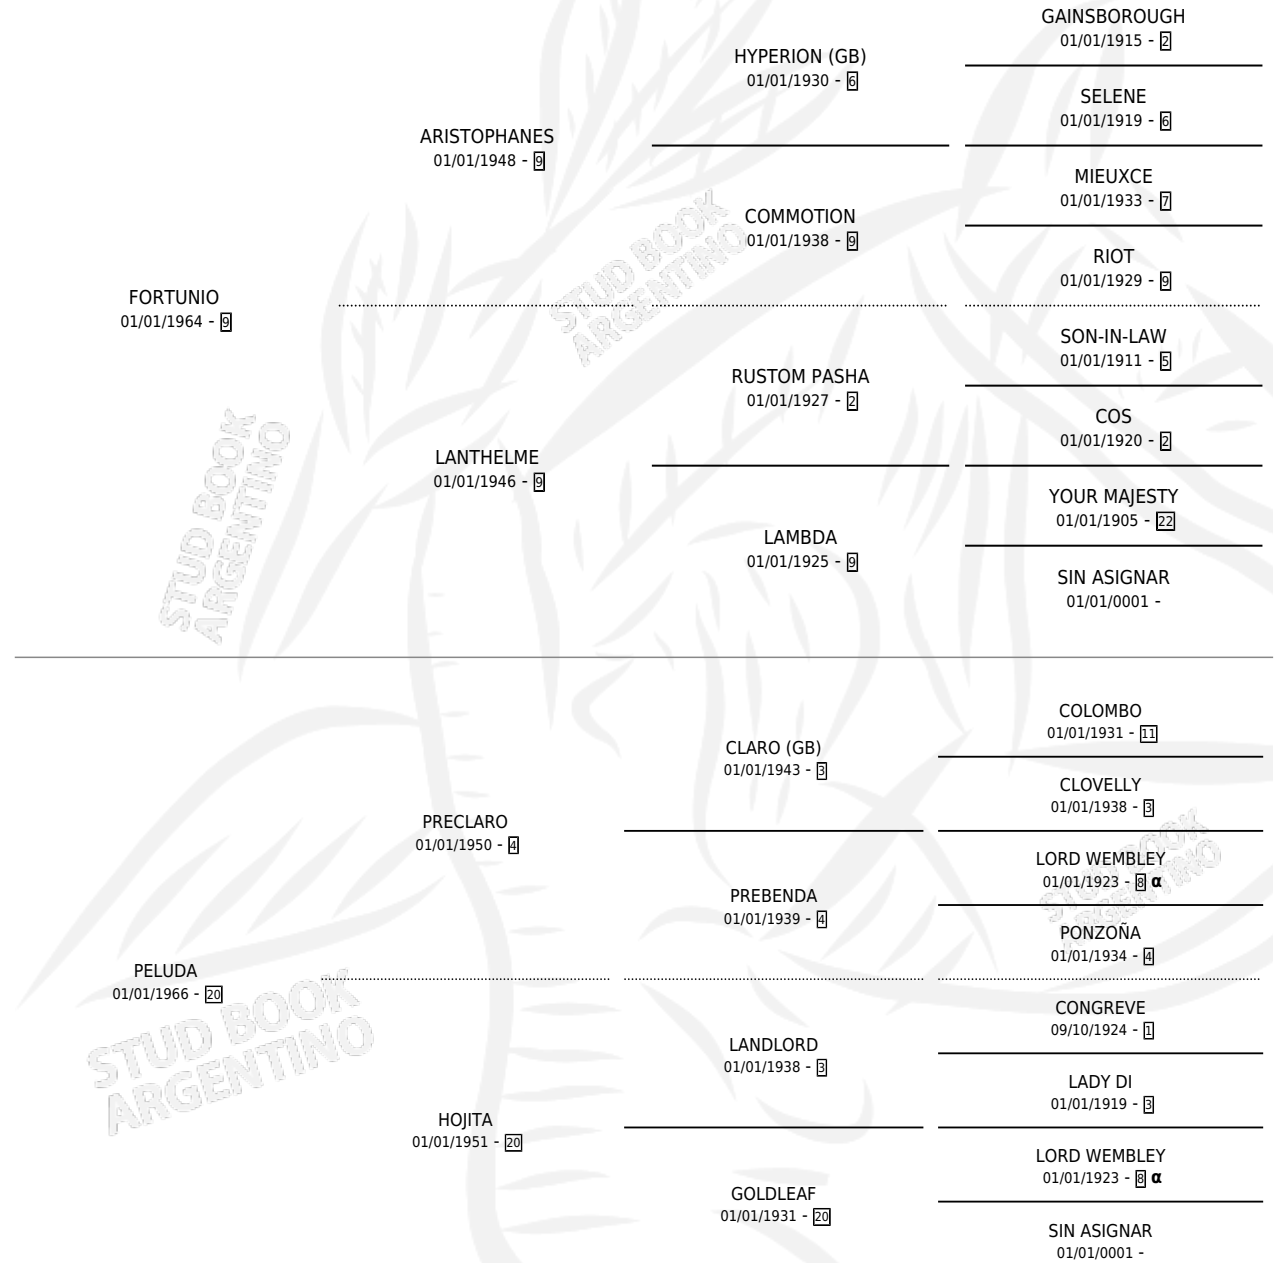 GAINSBOROUGH
01/01/1915 - 2
HYPERION (GB)
01/01/1930 - 6
SELENE
01/01/1919 - 6
ARISTOPHANES
01/01/1948 - 9
MIEUXCE
01/01/1933 - 7
COMMOTION
01/01/1938 - 9
RIOT
01/01/1929 - 9
FORTUNIO
01/01/1964 - 9
SON-IN-LAW
01/01/1911 - 5
RUSTOM PASHA
01/01/1927 - 2
COS
01/01/1920 - 2
LANTHELME
01/01/1946 - 9
YOUR MAJESTY
01/01/1905 - 22
LAMBDA
01/01/1925 - 9
SIN ASIGNAR
01/01/0001 -
COLOMBO
01/01/1931 - 11
CLARO (GB)
01/01/1943 - 3
CLOVELLY
01/01/1938 - 3
PRECLARO
01/01/1950 - 4
LORD WEMBLEY
01/01/1923 - 8 α
PREBENDA
01/01/1939 - 4
PONZOÑA
01/01/1934 - 4
PELUDA
01/01/1966 - 20
CONGREVE
09/10/1924 - 1
LANDLORD
01/01/1938 - 3
LADY DI
01/01/1919 - 3
HOJITA
01/01/1951 - 20
LORD WEMBLEY
01/01/1923 - 8 α
GOLDLEAF
01/01/1931 - 20
SIN ASIGNAR
01/01/0001 -
STUD BOOK
ARGENTINO
STUD BOOK
ARGENTINO
STUD BOOK
ARGENTINO
STUD BOOK
ARGENTINO